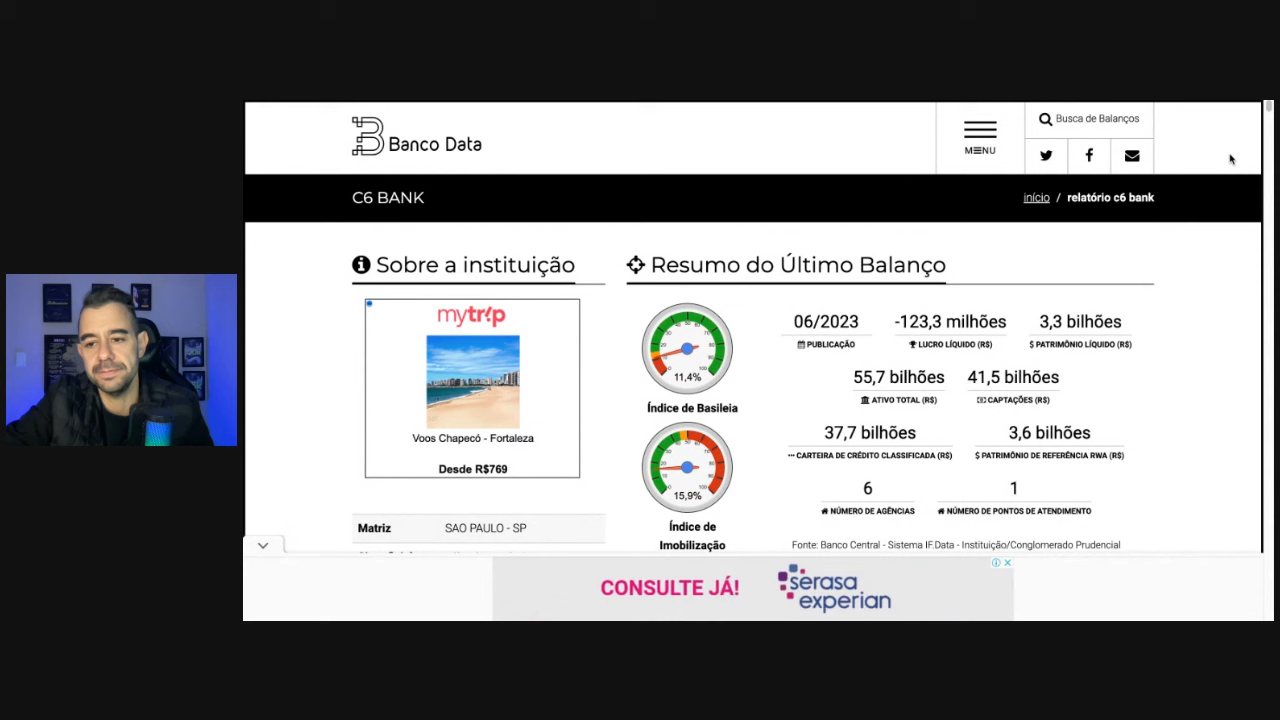 Banco Data
MENU
Busca de Balanços
C6 BANK
início / relatório c6 bank
Sobre a instituição
mytrip
Voos Chapecó - Fortaleza
Desde R$769
Matriz SAO PAULO - SP
Resumo do Último Balanço
11,4%
Índice de Basileia
15,9%
Índice de
Imobilização
06/2023 -123,3 milhões 3,3 bilhões
PUBLICAÇÃO LUCRO LÍQUIDO (R$) $ PATRIMÔNIO LÍQUIDO (R$)
55,7 bilhões 41,5 bilhões
ATIVO TOTAL (R$) CAPTAÇÕES (R$)
37,7 bilhões 3,6 bilhões
CARTEIRA DE CRÉDITO CLASSIFICADA (R$) $ PATRIMÔNIO DE REFERÊNCIA RWA (R$)
6 1
NÚMERO DE AGÊNCIAS NÚMERO DE PONTOS DE ATENDIMENTO
Fonte: Banco Central - Sistema IF.Data - Instituição/Conglomerado Prudencial
CONSULTE JÁ! serasa
experian